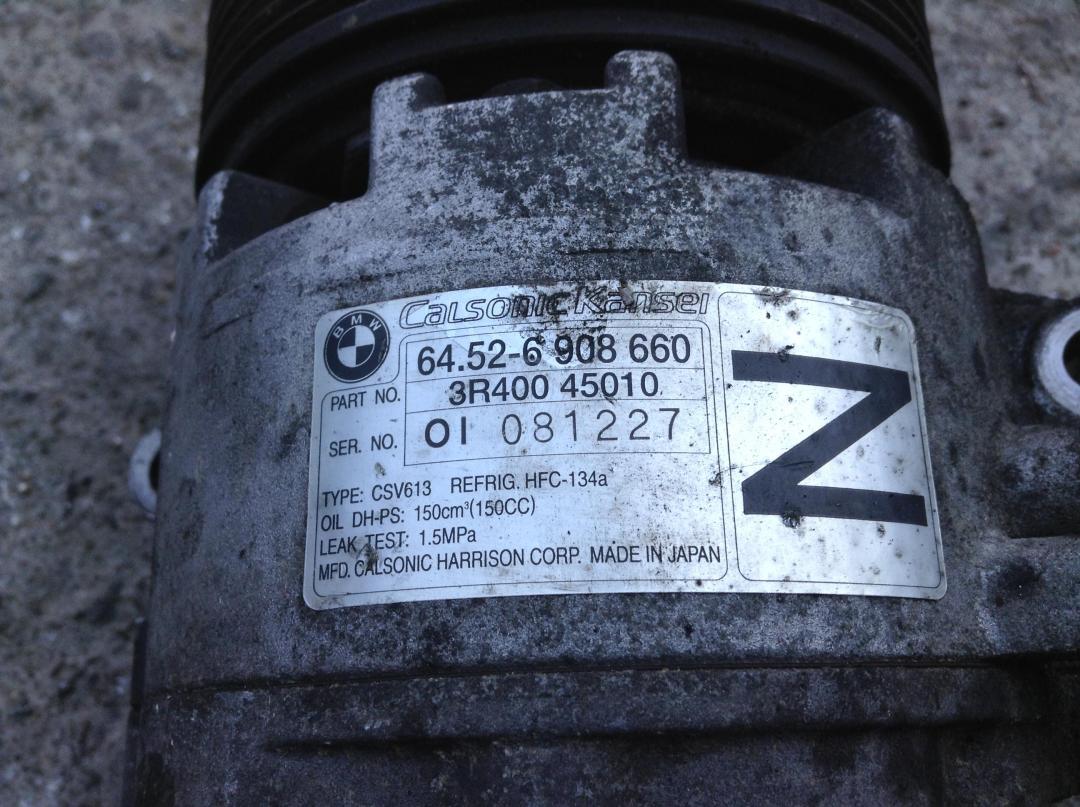 BMW
Calsonic Kansei
64.52-6 908 660
PART NO. 3R400 45010
SER. NO. OI 081227
TYPE: CSV613 REFRIG. HFC-134a
OIL DH-PS: 150cm³(150CC)
LEAK TEST: 1.5MPa
MFD. CALSONIC HARRISON CORP. MADE IN JAPAN
Z